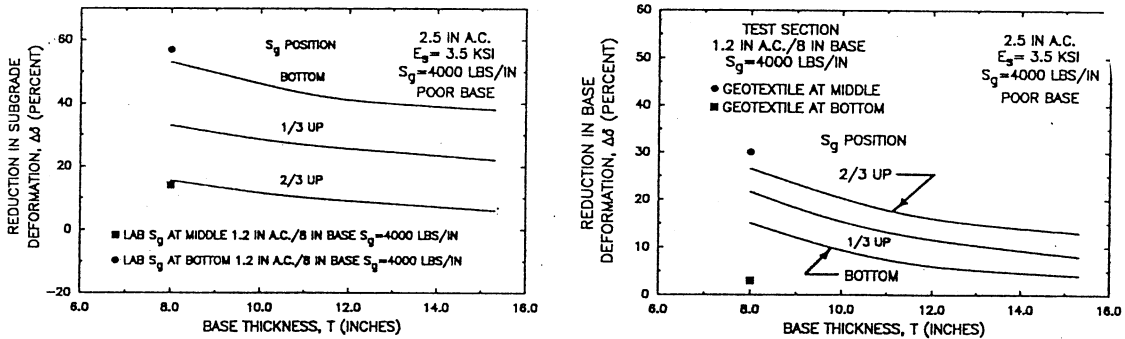 REDUCTION IN SUBGRADE
DEFORMATION, Δδ (PERCENT)
60
40
20
0
−20
6.0
8.0
10.0
12.0
14.0
16.0
BASE THICKNESS, T (INCHES)
Sg POSITION
BOTTOM
1/3 UP
2/3 UP
2.5 IN A.C.
Es= 3.5 KSI
Sg=4000 LBS/IN
POOR BASE
■ LAB Sg AT MIDDLE 1.2 IN A.C./8 IN BASE Sg=4000 LBS/IN
● LAB Sg AT BOTTOM 1.2 IN A.C./8 IN BASE Sg=4000 LBS/IN
REDUCTION IN BASE
DEFORMATION, Δδ (PERCENT)
60
50
40
30
20
10
0
6.0
8.0
10.0
12.0
14.0
16.0
BASE THICKNESS, T (INCHES)
TEST SECTION
1.2 IN A.C./8 IN BASE
Sg=4000 LBS/IN
● GEOTEXTILE AT MIDDLE
■ GEOTEXTILE AT BOTTOM
2.5 IN A.C.
Es= 3.5 KSI
Sg=4000 LBS/IN
POOR BASE
Sg POSITION
2/3 UP
1/3 UP
BOTTOM